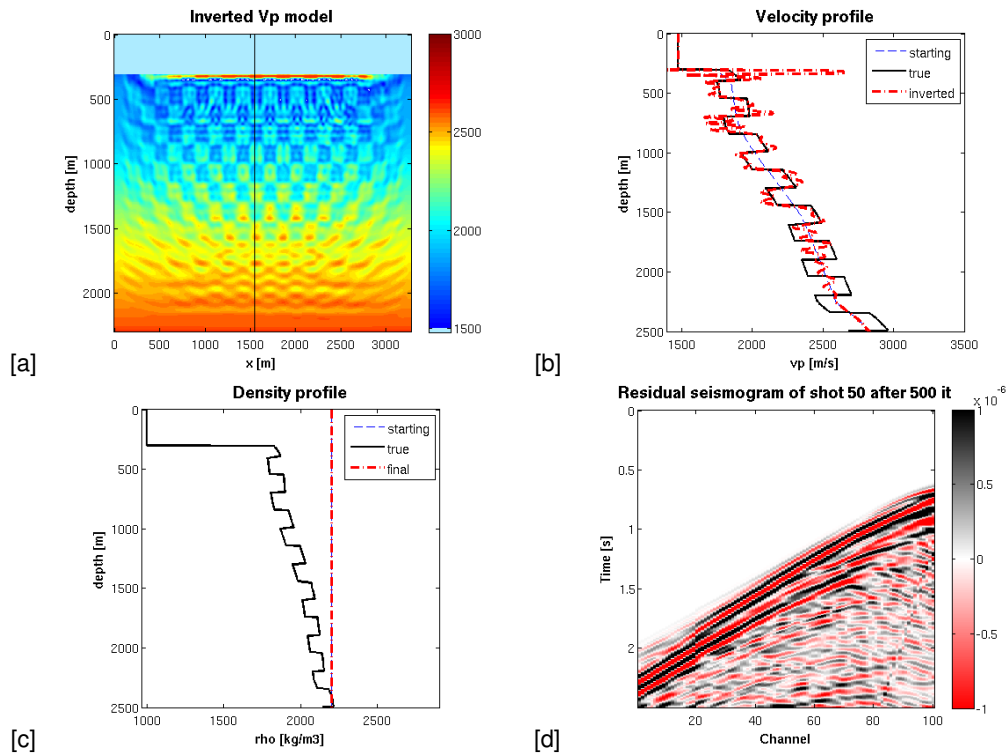 Inverted Vp model
0
500
1000
1500
2000
depth [m]
0 500 1000 1500 2000 2500 3000
x [m]
3000
2500
2000
1500
[a]
Velocity profile
starting
true
inverted
0
500
1000
1500
2000
2500
depth [m]
1500 2000 2500 3000 3500
vp [m/s]
[b]
Density profile
starting
true
final
0
500
1000
1500
2000
2500
depth [m]
1000 2000
rho [kg/m3]
[c]
Residual seismogram of shot 50 after 500 it
x 10⁻⁶
0
0.5
1
1.5
2
Time [s]
20 40 60 80 100
Channel
1
0.5
-0
-0.5
-1
[d]